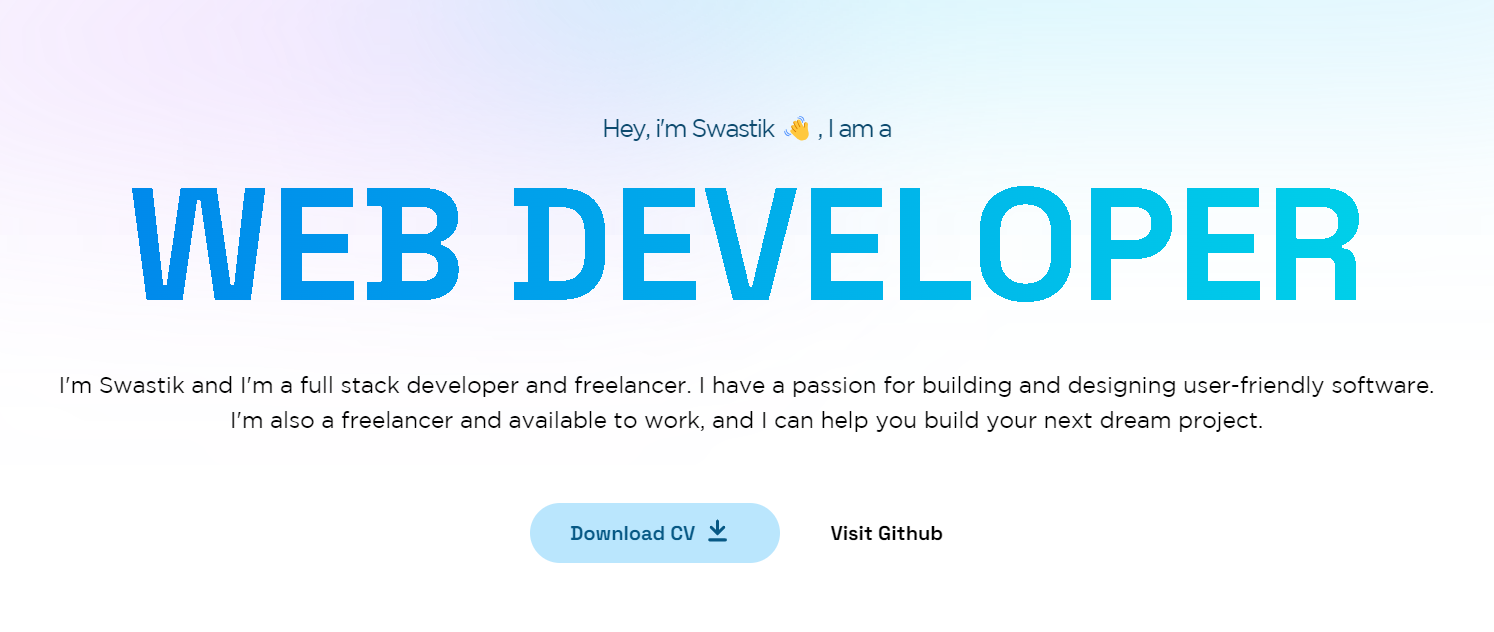 Hey, i'm Swastik 👋 , I am a
WEB DEVELOPER
I'm Swastik and I'm a full stack developer and freelancer. I have a passion for building and designing user-friendly software.
I'm also a freelancer and available to work, and I can help you build your next dream project.
Download CV
Visit Github